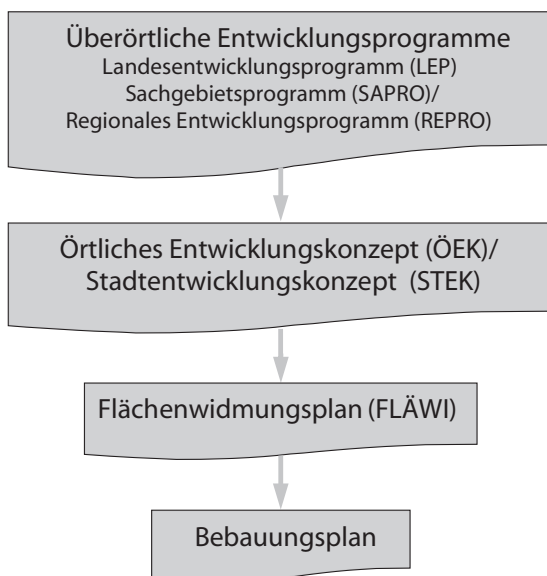 Überörtliche Entwicklungsprogramme
Landesentwicklungsprogramm (LEP)
Sachgebietsprogramm (SAPRO)/
Regionales Entwicklungsprogramm (REPRO)
Örtliches Entwicklungskonzept (ÖEK)/
Stadtentwicklungskonzept (STEK)
Flächenwidmungsplan (FLÄWI)
Bebauungsplan